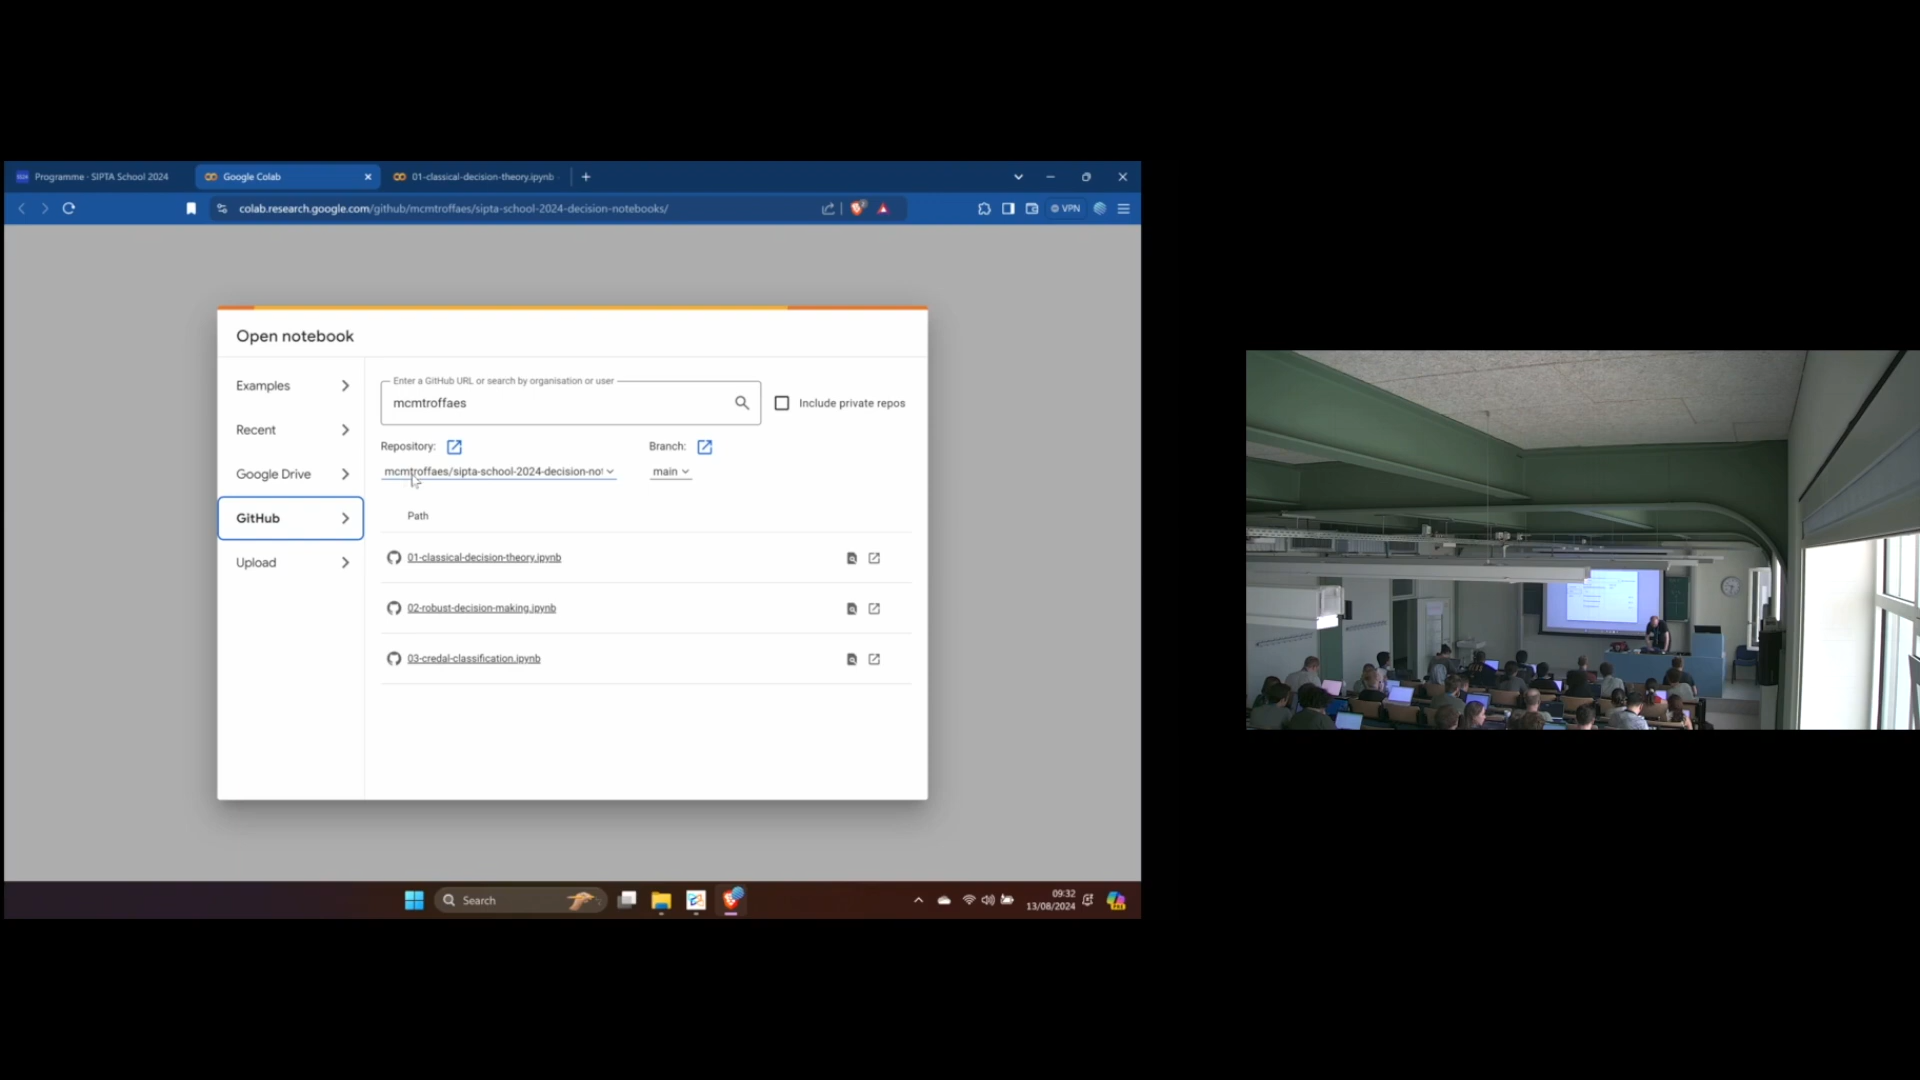 Programme - SIPTA School 2024
Google Colab
01-classical-decision-theory.ipynb
colab.research.google.com/github/mcmtroffaes/sipta-school-2024-decision-notebooks/
VPN
Open notebook
Examples
Recent
Google Drive
GitHub
Upload
Enter a GitHub URL or search by organisation or user
mcmtroffaes
Include private repos
Repository:
Branch:
mcmtroffaes/sipta-school-2024-decision-not
main
Path
01-classical-decision-theory.ipynb
02-robust-decision-making.ipynb
03-credal-classification.ipynb
Search
09:32
13/08/2024